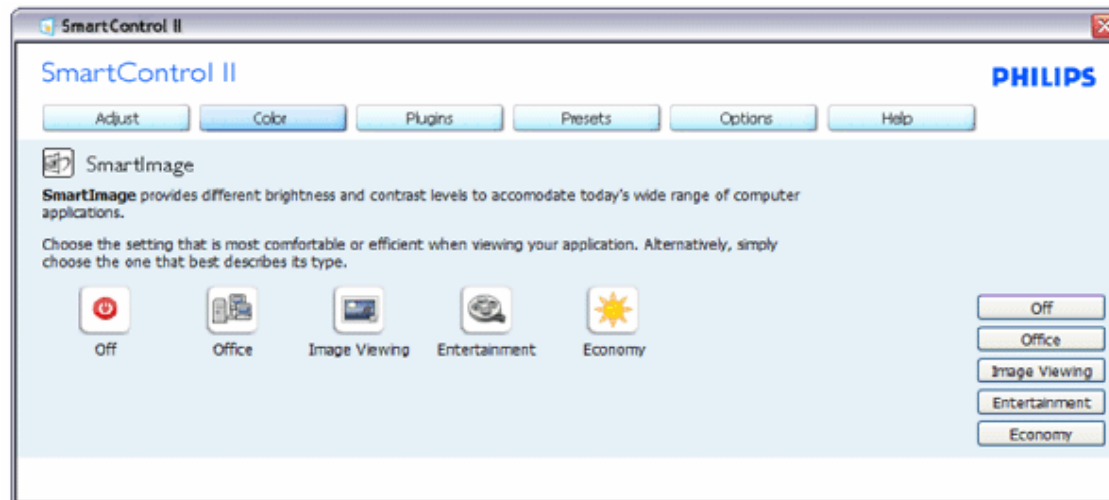 SmartControl II
SmartControl II
PHILIPS
Adjust Color Plugins Presets Options Help
SmartImage
SmartImage provides different brightness and contrast levels to accomodate today's wide range of computer
applications.
Choose the setting that is most comfortable or efficient when viewing your application. Alternatively, simply
choose the one that best describes its type.
Off Office Image Viewing Entertainment Economy
Off
Office
Image Viewing
Entertainment
Economy